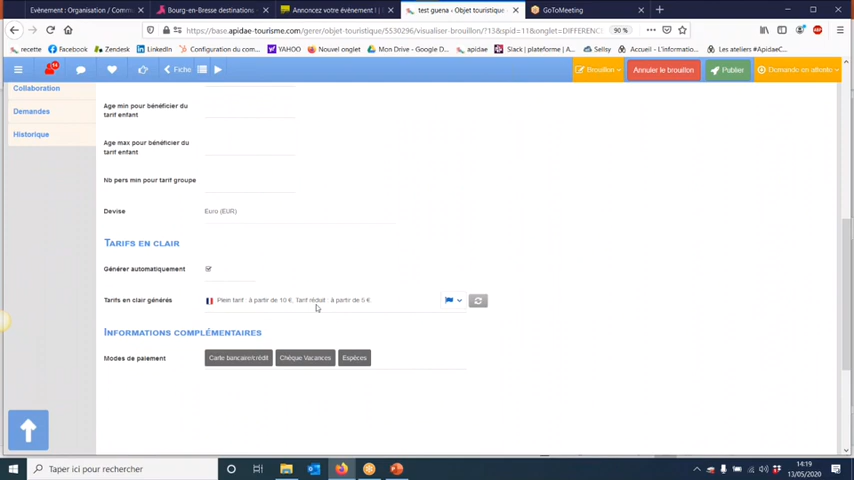 Evènement : Organisation / Commu
Bourg-en-Bresse destinations
Annoncez votre évènement ! |
test guena ‹ Objet touristique
GoToMeeting
https://base.apidae-tourisme.com/gerer/objet-touristique/5530296/visualiser-brouillon/?13&spid=11&onglet=DIFFERENC
90 %
recette
Facebook
Zendesk
LinkedIn
Configuration du com...
YAHOO
Nouvel onglet
Mon Drive - Google D...
apidae
Slack | plateforme | A...
Sellsy
Accueil - L'informatio...
Les ateliers #ApidaeC...
Fiche
Brouillon
Annuler le brouillon
Publier
Demande en attente
Collaboration
Demandes
Historique
Age min pour bénéficier du
tarif enfant
Age max pour bénéficier du
tarif enfant
Nb pers min pour tarif groupe
Devise
Euro (EUR)
TARIFS EN CLAIR
Générer automatiquement
Tarifs en clair générés
Plein tarif : à partir de 10 €, Tarif réduit : à partir de 5 €
INFORMATIONS COMPLÉMENTAIRES
Modes de paiement
Carte bancaire/crédit
Chèque Vacances
Espèces
Taper ici pour rechercher
14:19
13/05/2020